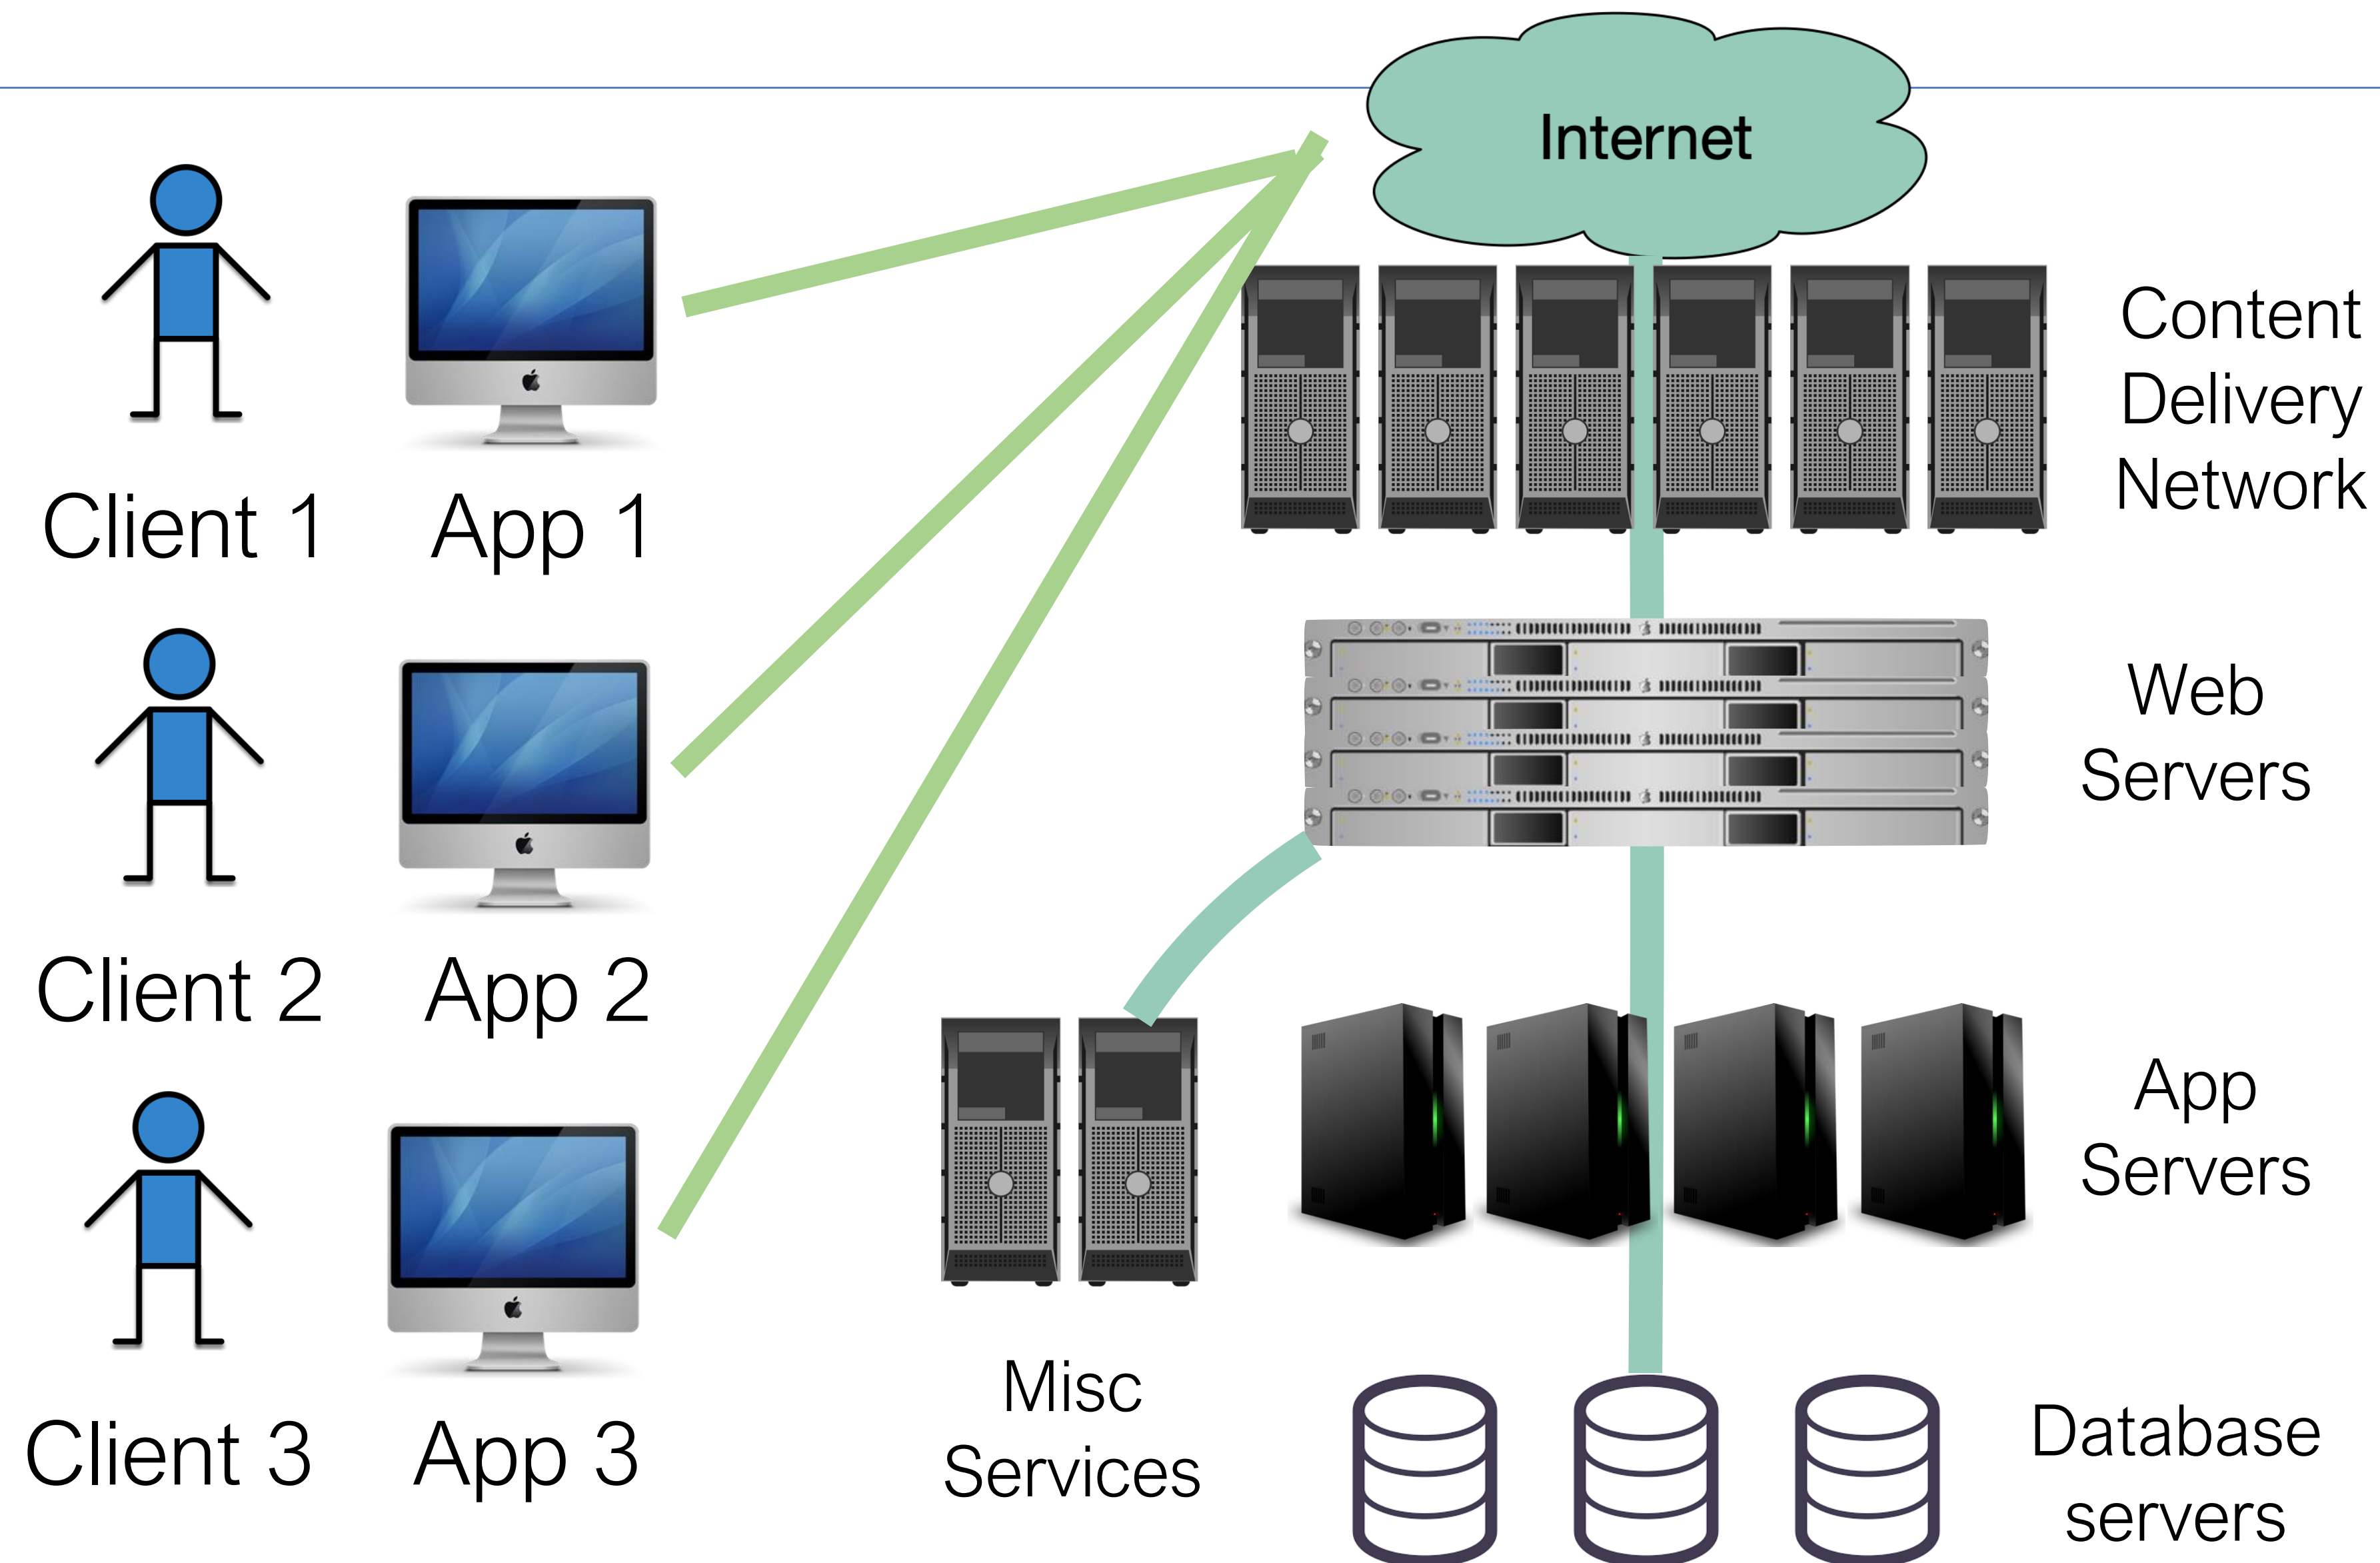 Internet
Client 1
App 1
Content
Delivery
Network
Client 2
App 2
Web
Servers
Client 3
App 3
Misc
Services
App
Servers
Database
servers